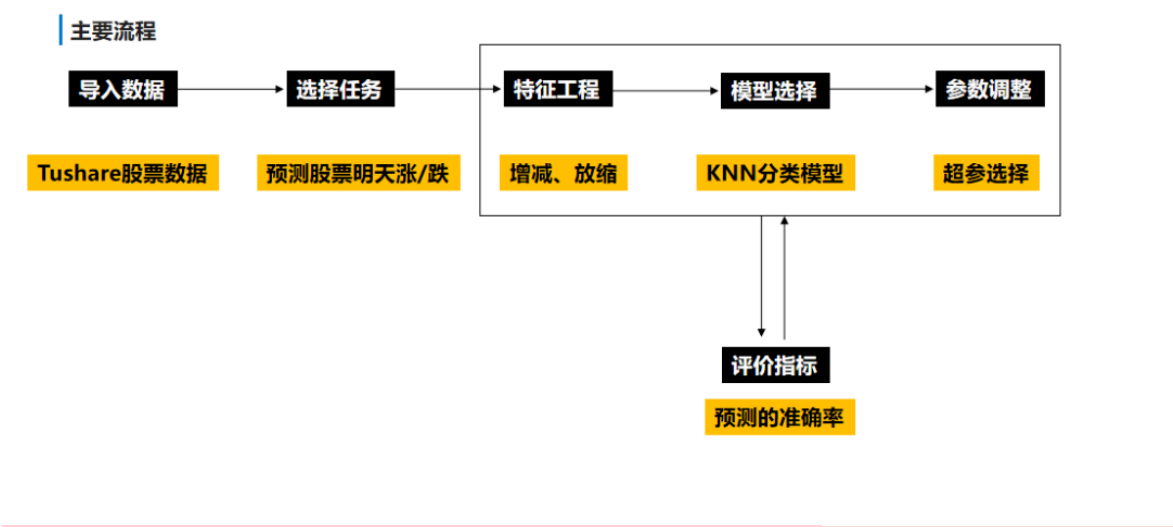 主要流程
导入数据
选择任务
特征工程
模型选择
参数调整
Tushare股票数据
预测股票明天涨/跌
增减、放缩
KNN分类模型
超参选择
评价指标
预测的准确率